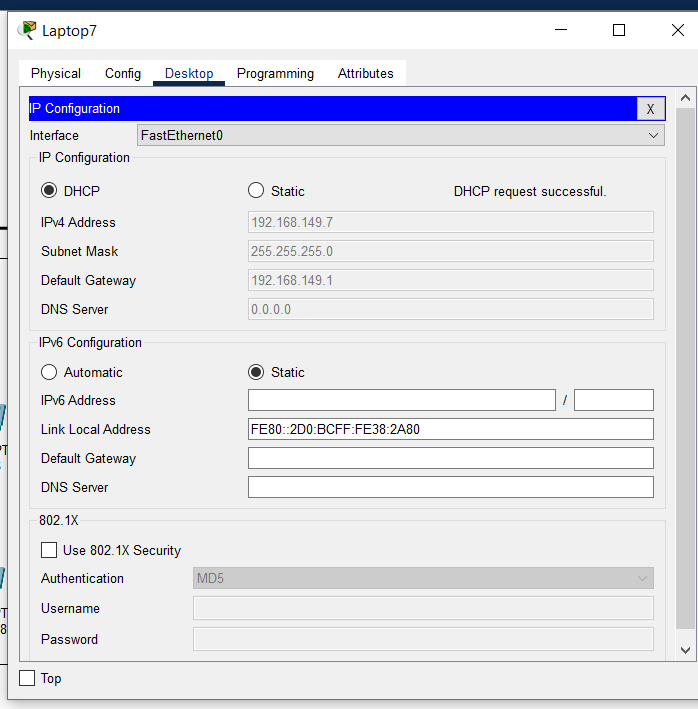 Laptop7
Physical Config Desktop Programming Attributes
IP Configuration X
Interface FastEthernet0
IP Configuration
DHCP Static DHCP request successful.
IPv4 Address 192.168.149.7
Subnet Mask 255.255.255.0
Default Gateway 192.168.149.1
DNS Server 0.0.0.0
IPv6 Configuration
Automatic Static
IPv6 Address /
Link Local Address FE80::2D0:BCFF:FE38:2A80
Default Gateway
DNS Server
802.1X
Use 802.1X Security
Authentication MD5
Username
Password
Top